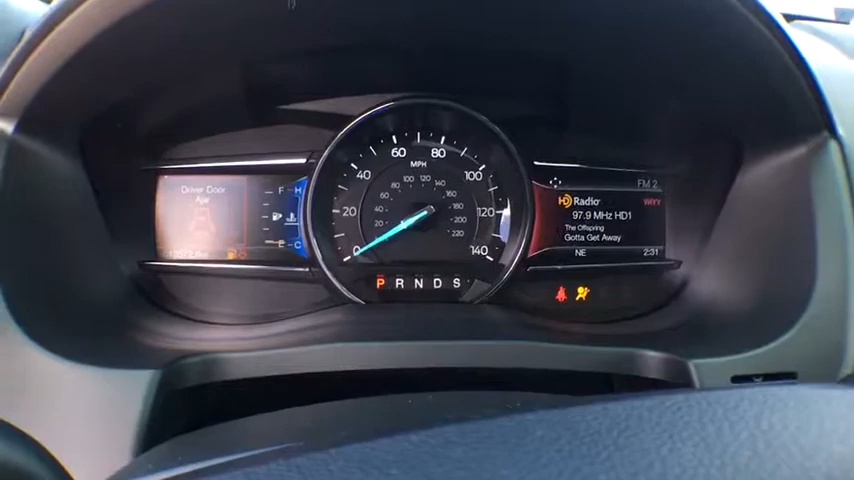 Driver Door
Ajar
F
H
E
C
MPH
0
20
40
60
80
100
120
140
20
40
60
80
100
120
140
160
180
200
220
P R N D S
FM 2
HD Radio
WHY
97.9 MHz HD1
The Offspring
Gotta Get Away
NE
2:31